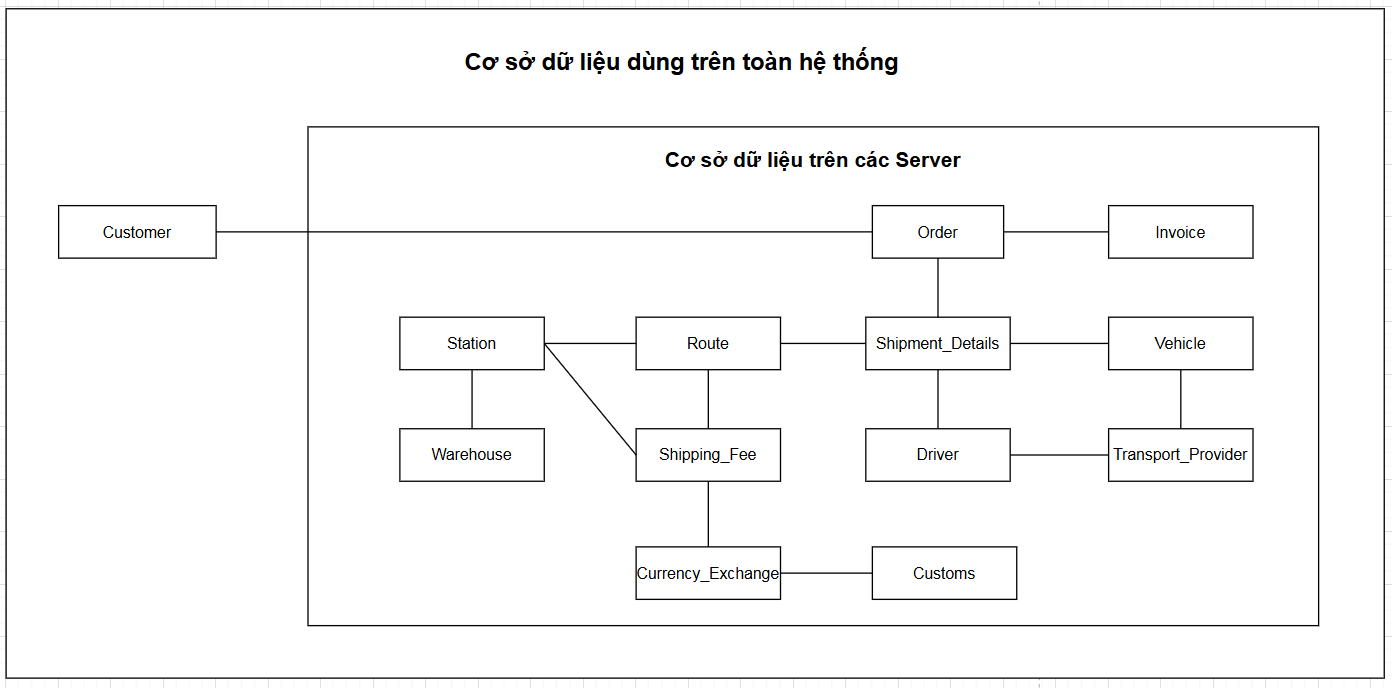 Cơ sở dữ liệu dùng trên toàn hệ thống
Cơ sở dữ liệu trên các Server
Customer
Order
Invoice
Station
Route
Shipment_Details
Vehicle
Warehouse
Shipping_Fee
Driver
Transport_Provider
Currency_Exchange
Customs